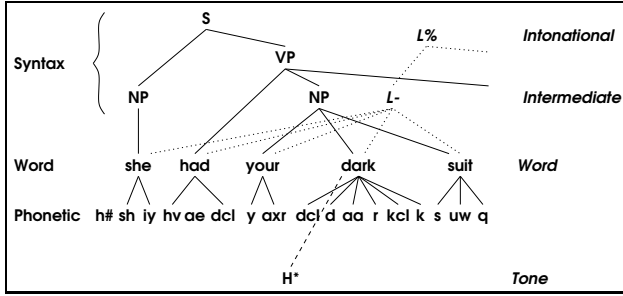 S L% Intonational
Syntax VP
NP NP L- Intermediate
Word she had your dark suit Word
Phonetic h# sh iy hv ae dcl y axr dcl d aa r kcl k s uw q
H* Tone